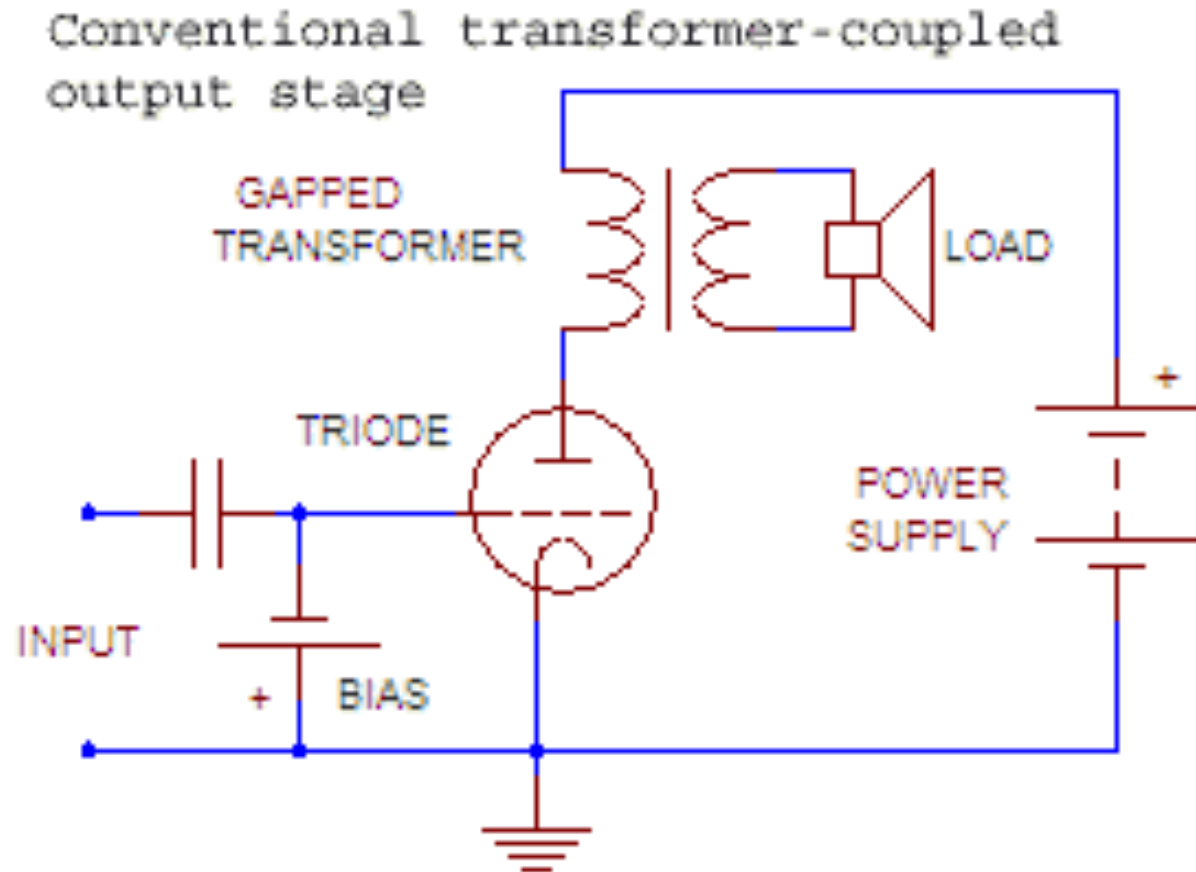 Conventional transformer-coupled
output stage
GAPPED
TRANSFORMER
LOAD
+
TRIODE
POWER
SUPPLY
INPUT
+
BIAS